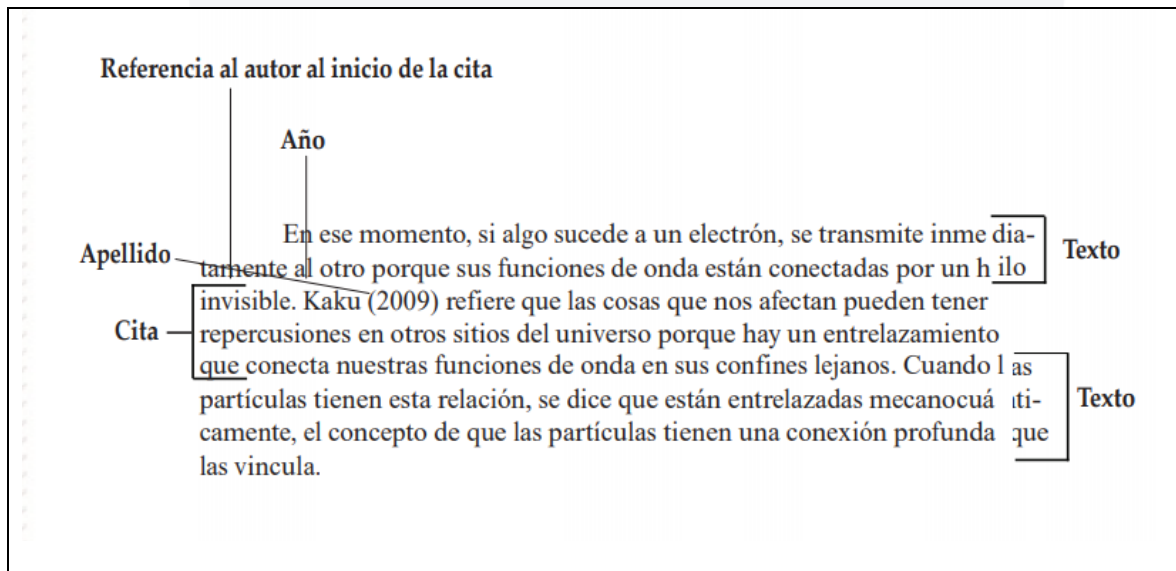 Referencia al autor al inicio de la cita
Año
Apellido
En ese momento, si algo sucede a un electrón, se transmite inme dia-
tamente al otro porque sus funciones de onda están conectadas por un h ilo
Texto
invisible. Kaku (2009) refiere que las cosas que nos afectan pueden tener
Cita
repercusiones en otros sitios del universo porque hay un entrelazamiento
que conecta nuestras funciones de onda en sus confines lejanos. Cuando l as
partículas tienen esta relación, se dice que están entrelazadas mecanocuá nti-
Texto
camente, el concepto de que las partículas tienen una conexión profunda que
las vincula.